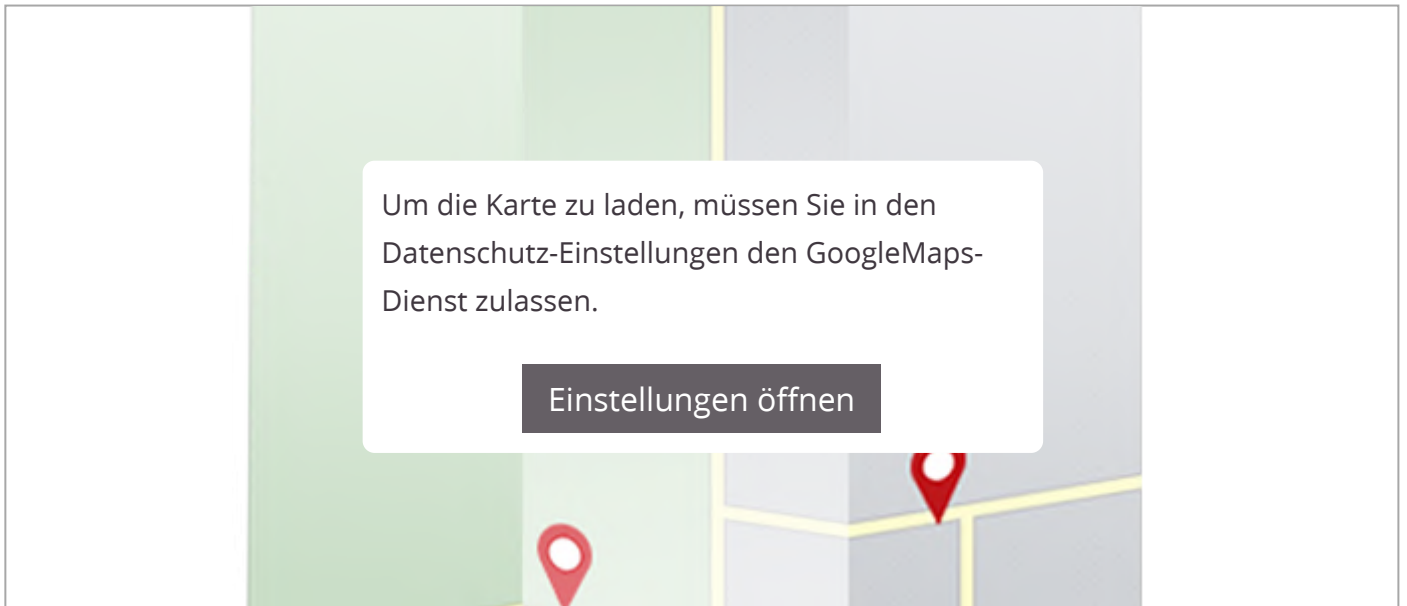 Um die Karte zu laden, müssen Sie in den
Datenschutz-Einstellungen den GoogleMaps-
Dienst zulassen.
Einstellungen öffnen